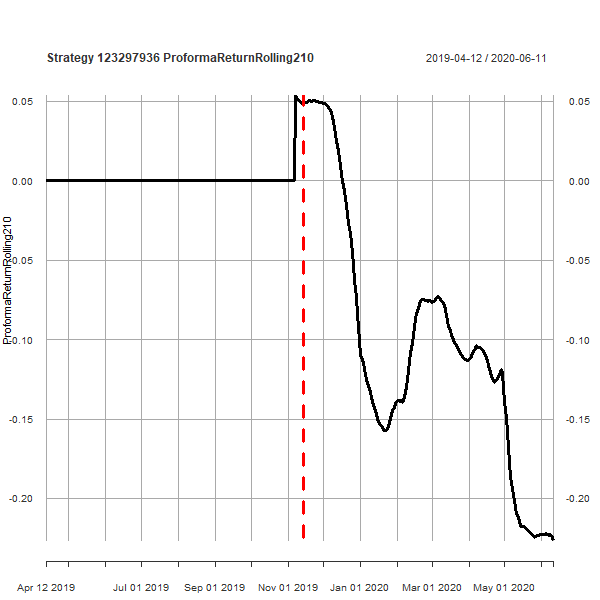 Strategy 123297936 ProformaReturnRolling210
2019-04-12 / 2020-06-11
0.05 0.05
0.00 0.00
-0.05 -0.05
-0.10 -0.10
-0.15 -0.15
-0.20 -0.20
ProformaReturnRolling210
Apr 12 2019 Jul 01 2019 Sep 01 2019 Nov 01 2019 Jan 01 2020 Mar 01 2020 May 01 2020